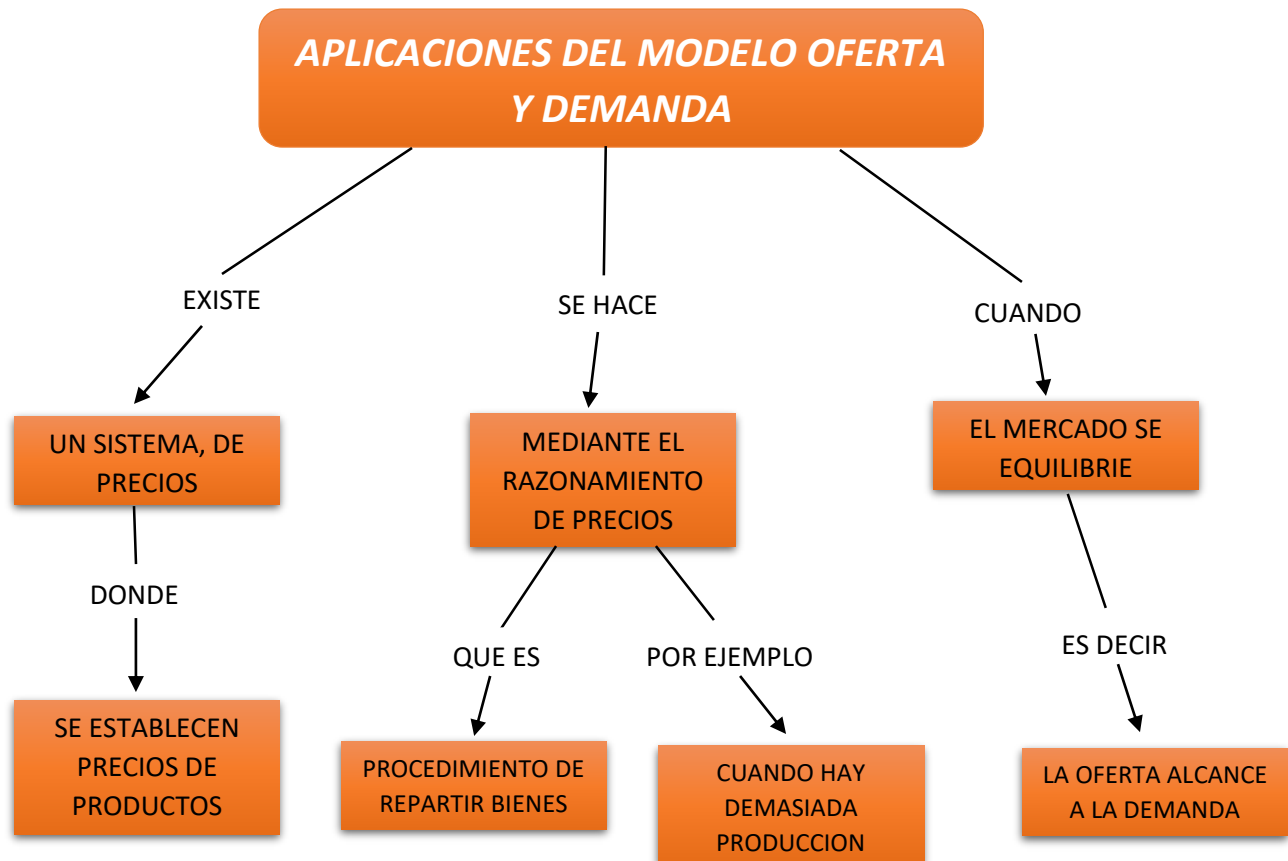 APLICACIONES DEL MODELO OFERTA
Y DEMANDA
EXISTE
SE HACE
CUANDO
UN SISTEMA, DE
PRECIOS
MEDIANTE EL
RAZONAMIENTO
DE PRECIOS
EL MERCADO SE
EQUILIBRIE
DONDE
QUE ES
POR EJEMPLO
ES DECIR
SE ESTABLECEN
PRECIOS DE
PRODUCTOS
PROCEDIMIENTO DE
REPARTIR BIENES
CUANDO HAY
DEMASIADA
PRODUCCION
LA OFERTA ALCANCE
A LA DEMANDA